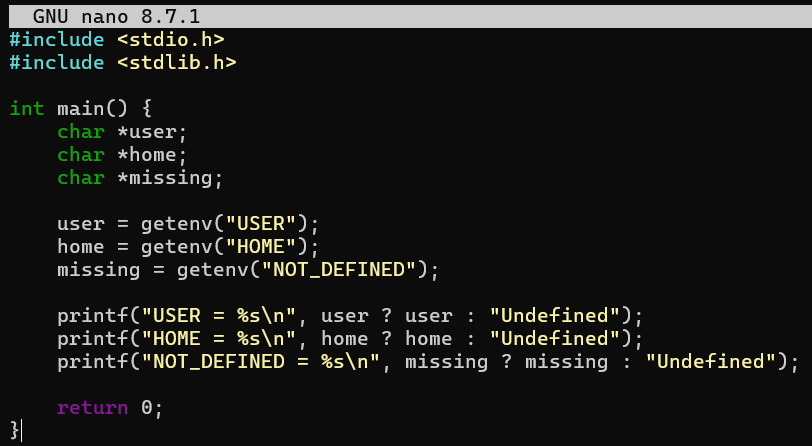 GNU nano 8.7.1
#include <stdio.h>
#include <stdlib.h>
int main() {
char *user;
char *home;
char *missing;
user = getenv("USER");
home = getenv("HOME");
missing = getenv("NOT_DEFINED");
printf("USER = %s\n", user ? user : "Undefined");
printf("HOME = %s\n", home ? home : "Undefined");
printf("NOT_DEFINED = %s\n", missing ? missing : "Undefined");
return 0;
}